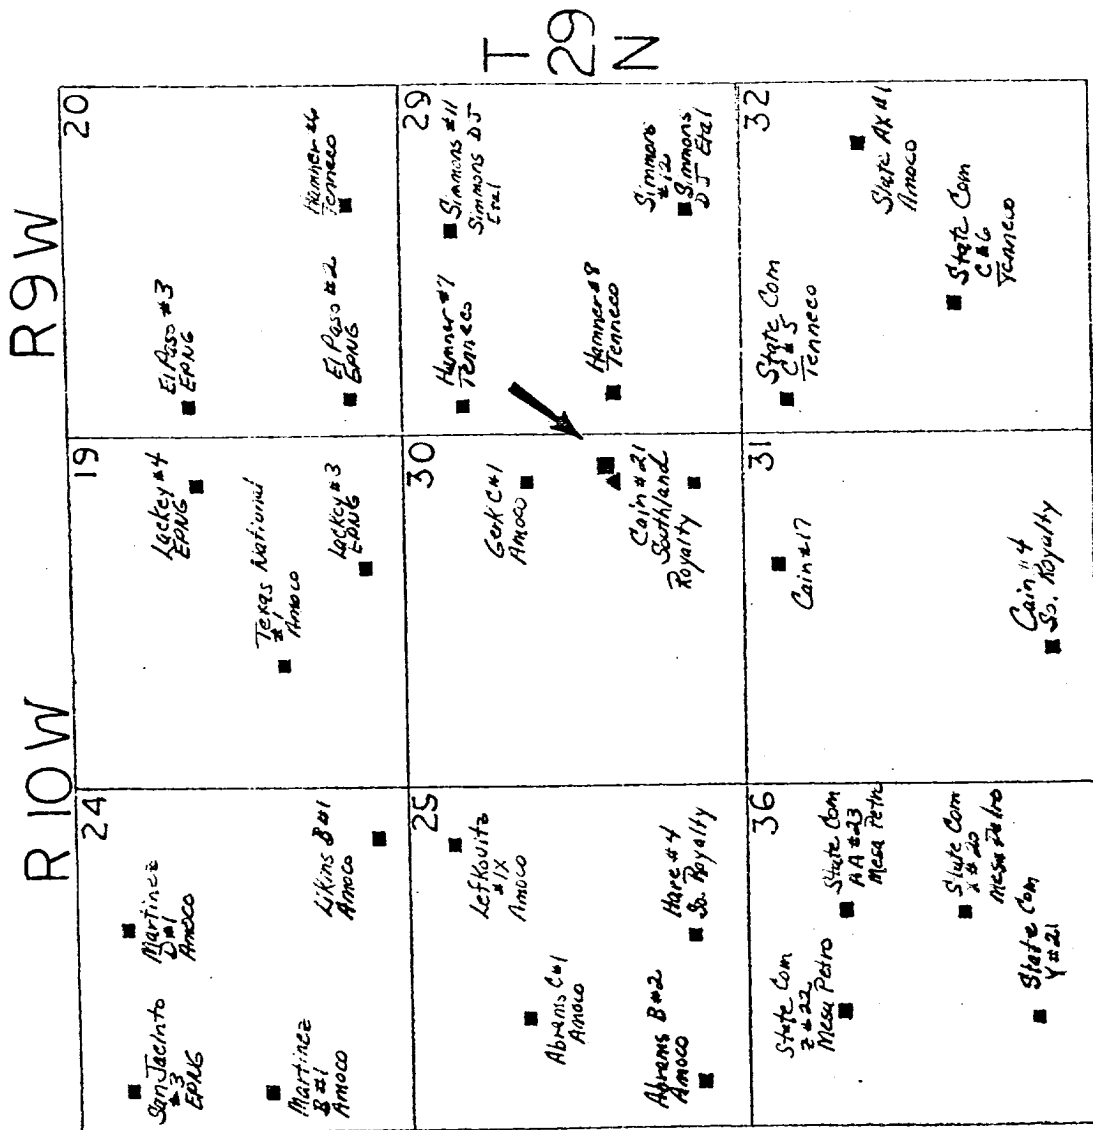 T
29
N
R 10 W
R 9 W
24
San Jacinto
#3
EPNG
Martinez
D#1
Amoco
Martinez
B #1
Amoco
Likins B#1
Amoco
19
Lackey #4
EPNG
Texas National
#1
Amoco
Lackey #3
EPNG
20
El Paso #3
EPNG
El Paso #2
EPNG
Hamner #6
Tenneco
25
Lefkovitz
#1X
Amoco
Abrams C#1
Amoco
Abrams B#2
Amoco
Hare #4
So. Royalty
30
Gerk C#1
Amoco
Cain #21
Southland
Royalty
29
Hamner #7
Tenneco
Simmons #11
Simmons DJ
Etal
Hamner #8
Tenneco
Simmons
#12
Simmons
DJ Etal
36
State Com
Z #22
Mesa Petro
State Com
AA #23
Mesa Petr
State Com
X #20
Mesa Petro
State Com
Y #21
31
Cain #17
Cain #4
So. Royalty
32
State Com
C #5
Tenneco
State AX #1
Amoco
State Com
C #6
Tenneco